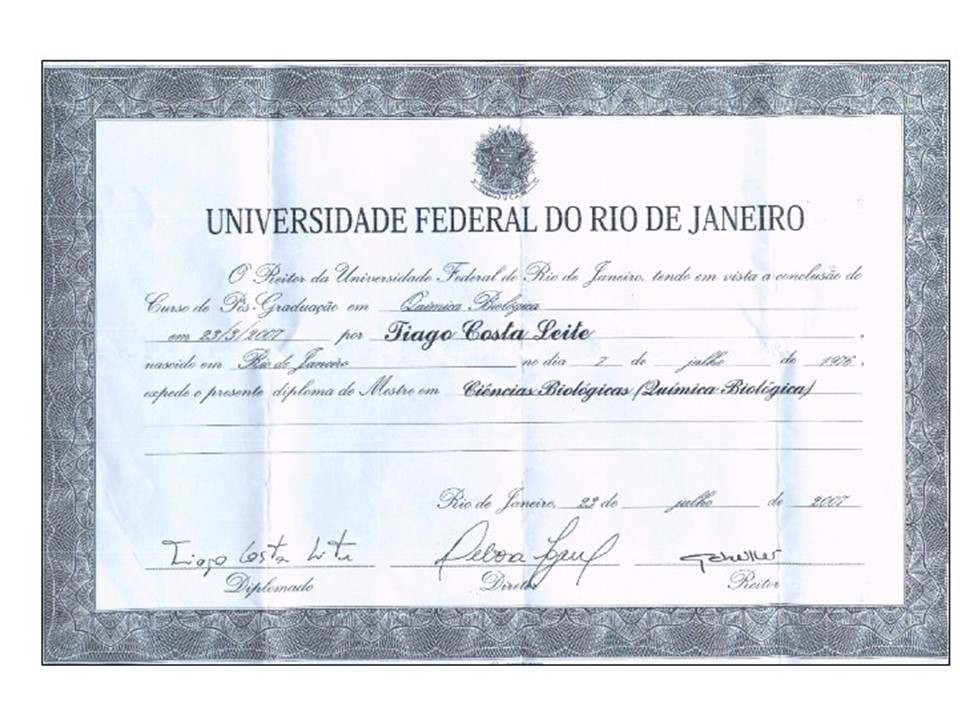 UNIVERSIDADE FEDERAL DO RIO DE JANEIRO
O Reitor da Universidade Federal do Rio de Janeiro, tendo em vista a conclusão do
Curso de Pós-Graduação em Química Biológica
em 23/3/2007 por Tiago Costa Leite,
nascido em Rio de Janeiro no dia 7 de julho de 1976,
expede o presente diploma de Mestre em Ciências Biológicas (Química Biológica)
Rio de Janeiro, 23 de julho de 2007
Tiago Costa Leite
Diplomado Diretor Reitor